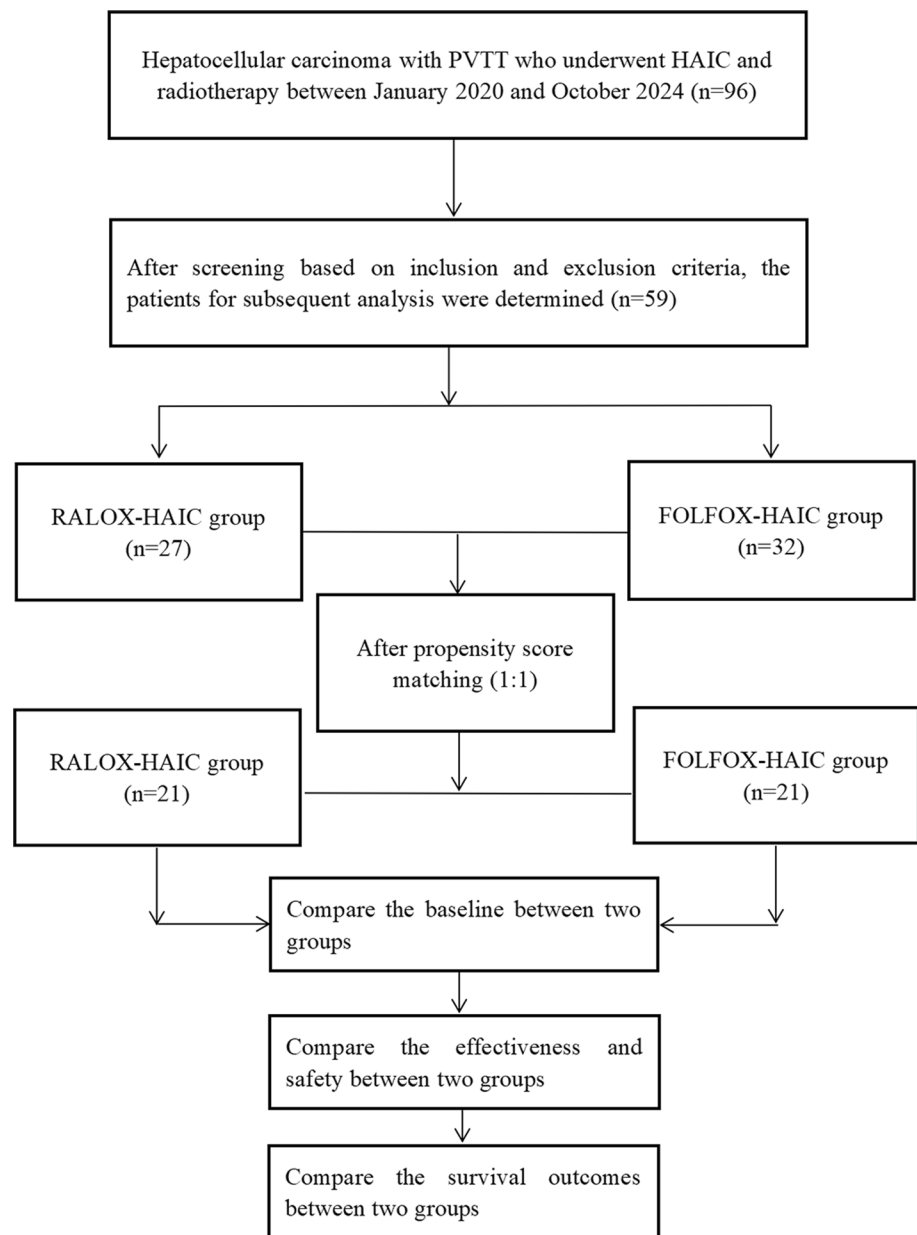 Hepatocellular carcinoma with PVTT who underwent HAIC and
radiotherapy between January 2020 and October 2024 (n=96)
After screening based on inclusion and exclusion criteria, the
patients for subsequent analysis were determined (n=59)
RALOX-HAIC group
(n=27)
FOLFOX-HAIC group
(n=32)
After propensity score
matching (1:1)
RALOX-HAIC group
(n=21)
FOLFOX-HAIC group
(n=21)
Compare the baseline between two
groups
Compare the effectiveness and
safety between two groups
Compare the survival outcomes
between two groups